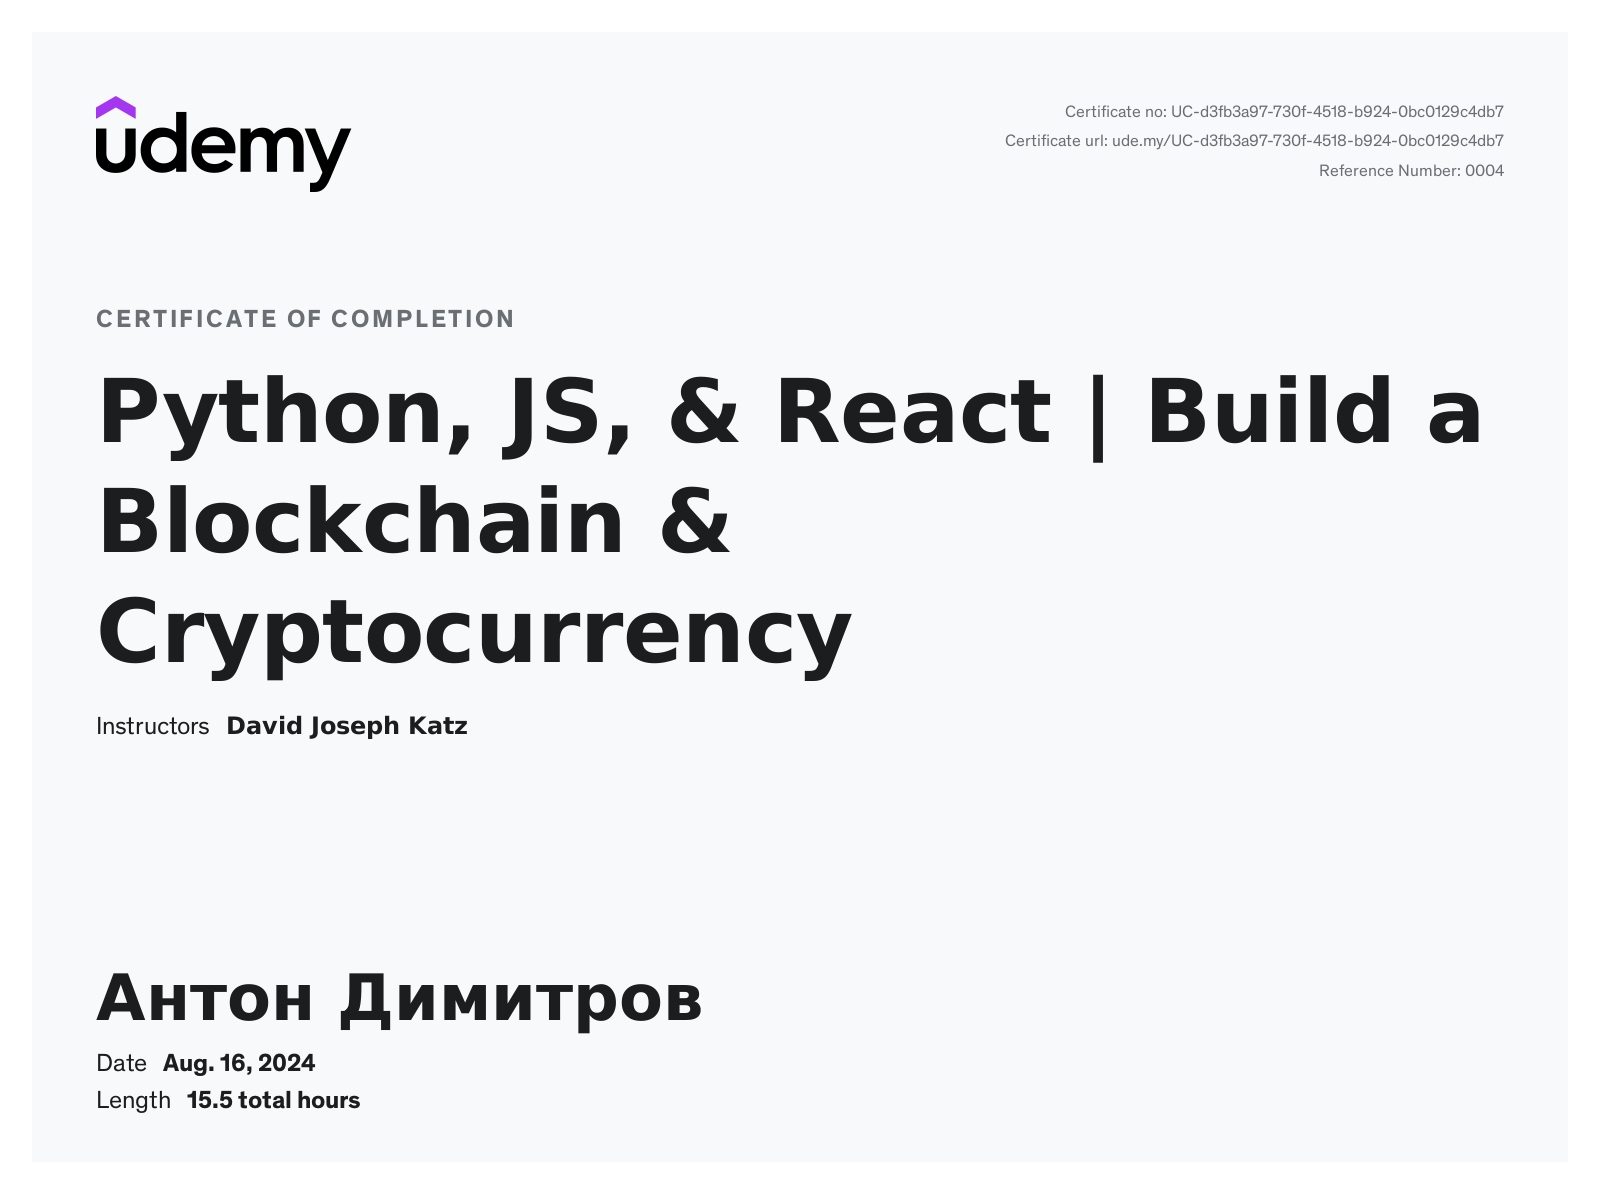 udemy
Certificate no: UC-d3fb3a97-730f-4518-b924-0bc0129c4db7
Certificate url: ude.my/UC-d3fb3a97-730f-4518-b924-0bc0129c4db7
Reference Number: 0004
CERTIFICATE OF COMPLETION
Python, JS, & React | Build a
Blockchain &
Cryptocurrency
Instructors David Joseph Katz
Антон Димитров
Date Aug. 16, 2024
Length 15.5 total hours